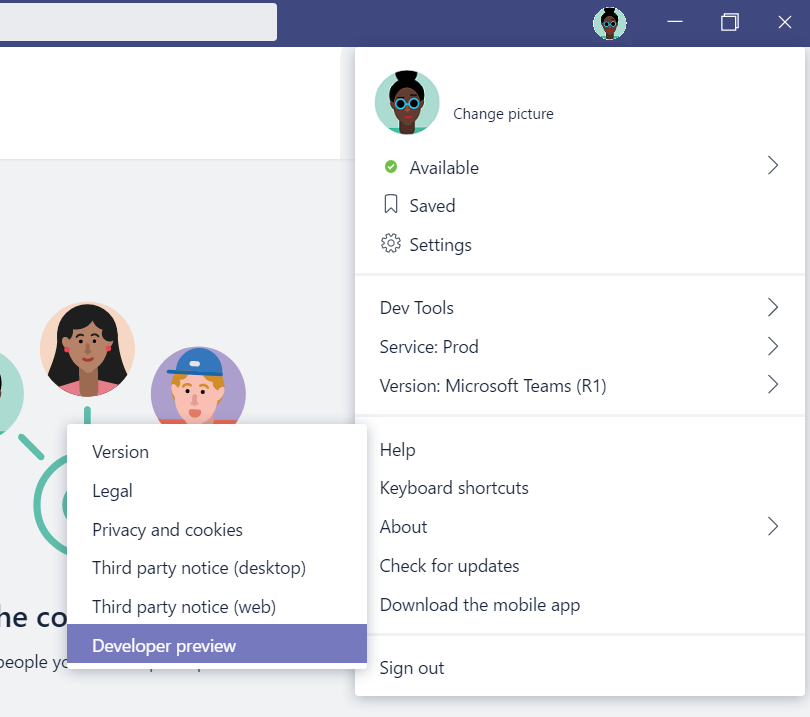 Change picture
Available
Saved
Settings
Dev Tools
Service: Prod
Version: Microsoft Teams (R1)
Help
Keyboard shortcuts
About
Check for updates
Download the mobile app
Sign out
Version
Legal
Privacy and cookies
Third party notice (desktop)
Third party notice (web)
Developer preview
he co
people yo